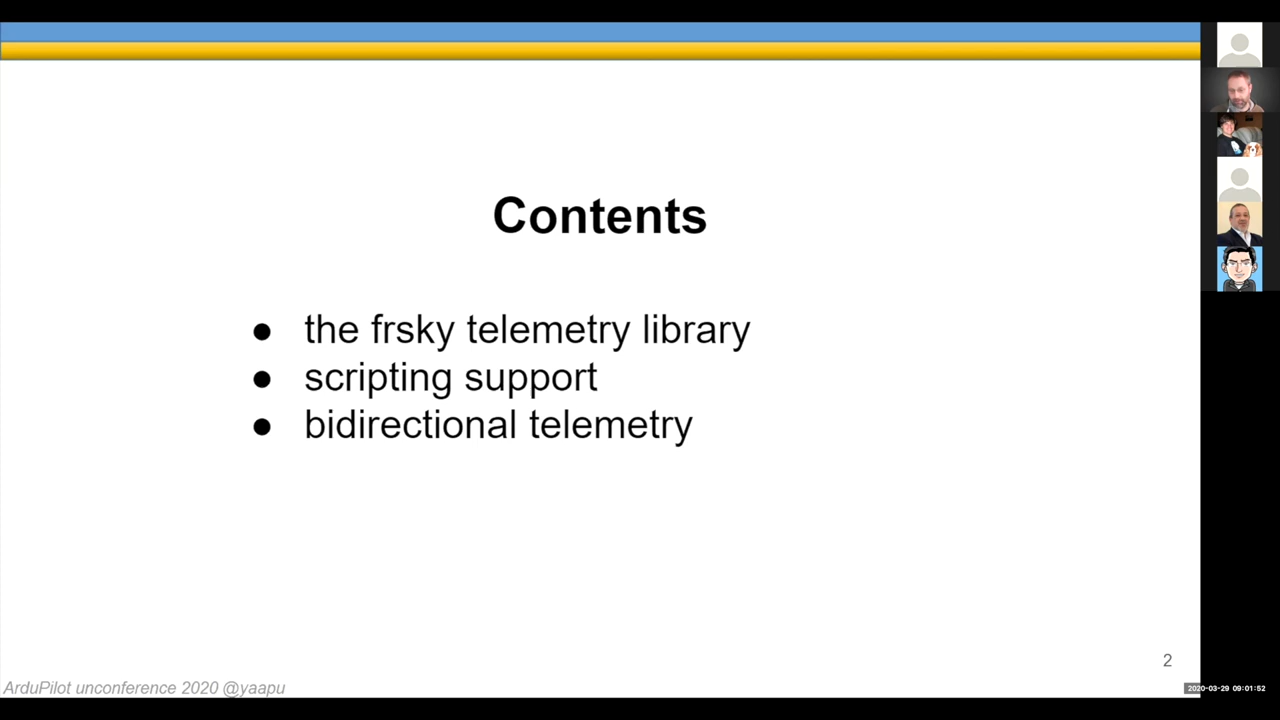 Contents
● the frsky telemetry library
● scripting support
● bidirectional telemetry
2
ArduPilot unconference 2020 @yaapu
2020-03-29 09:01:52